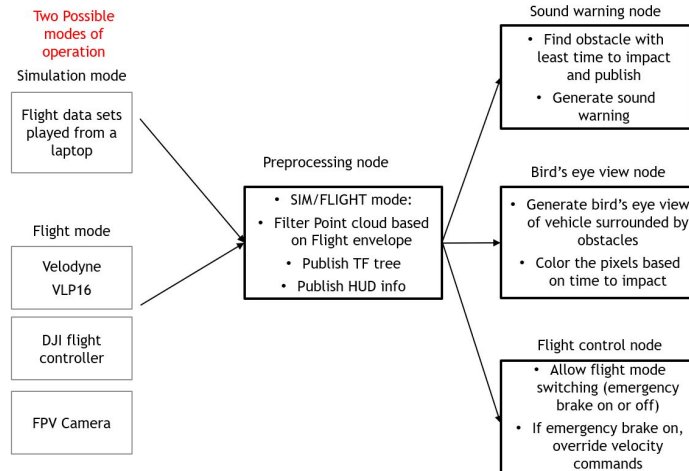 Two Possible
modes of
operation
Simulation mode
Flight data sets
played from a
laptop
Flight mode
Velodyne
VLP16
DJI flight
controller
FPV Camera
Preprocessing node
• SIM/FLIGHT mode:
• Filter Point cloud based
on Flight envelope
• Publish TF tree
• Publish HUD info
Sound warning node
• Find obstacle with
least time to impact
and publish
• Generate sound
warning
Bird's eye view node
• Generate bird's eye view
of vehicle surrounded by
obstacles
• Color the pixels based
on time to impact
Flight control node
• Allow flight mode
switching (emergency
brake on or off)
• If emergency brake on,
override velocity
commands